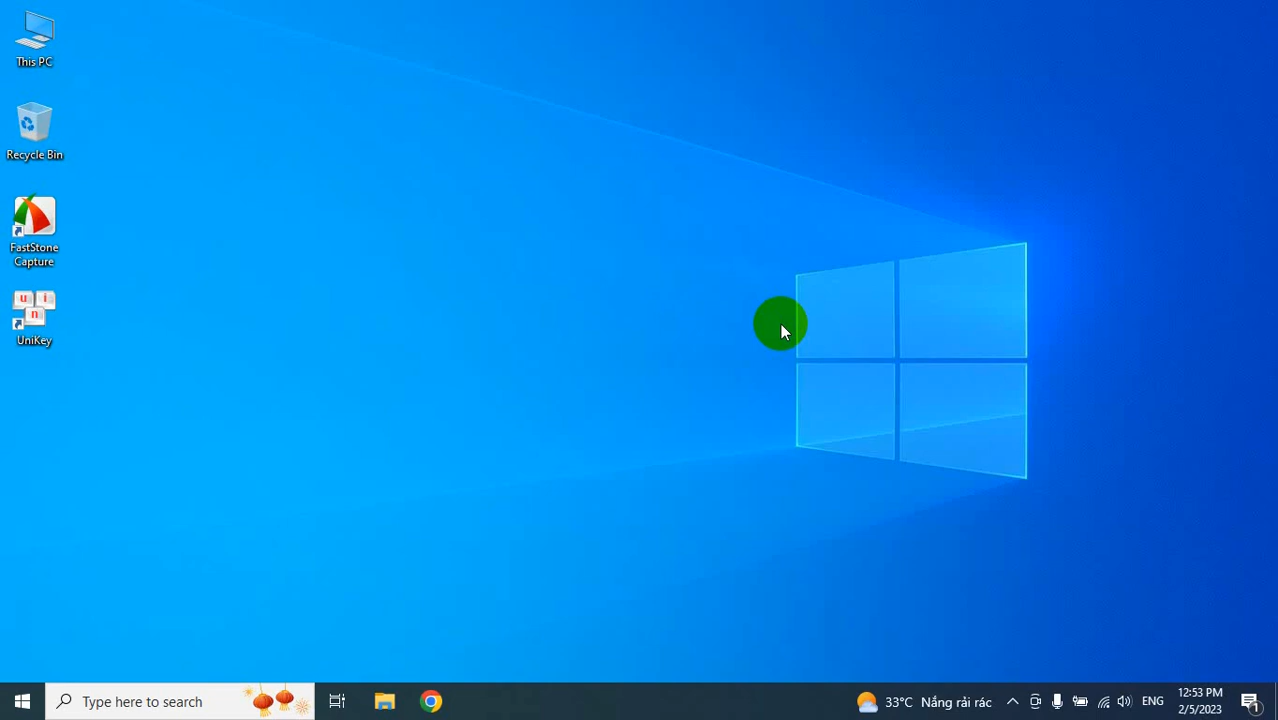 This PC
Recycle Bin
FastStone
Capture
u i
n
UniKey
Type here to search
33°C Nắng rải rác
ENG
12:53 PM
2/5/2023
1